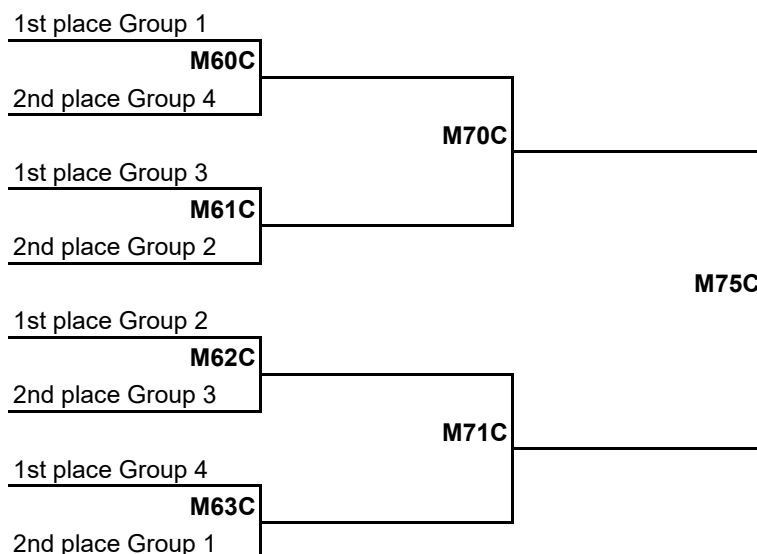 1st place Group 1
M60C
2nd place Group 4
M70C
1st place Group 3
M61C
2nd place Group 2
M75C
1st place Group 2
M62C
2nd place Group 3
M71C
1st place Group 4
M63C
2nd place Group 1